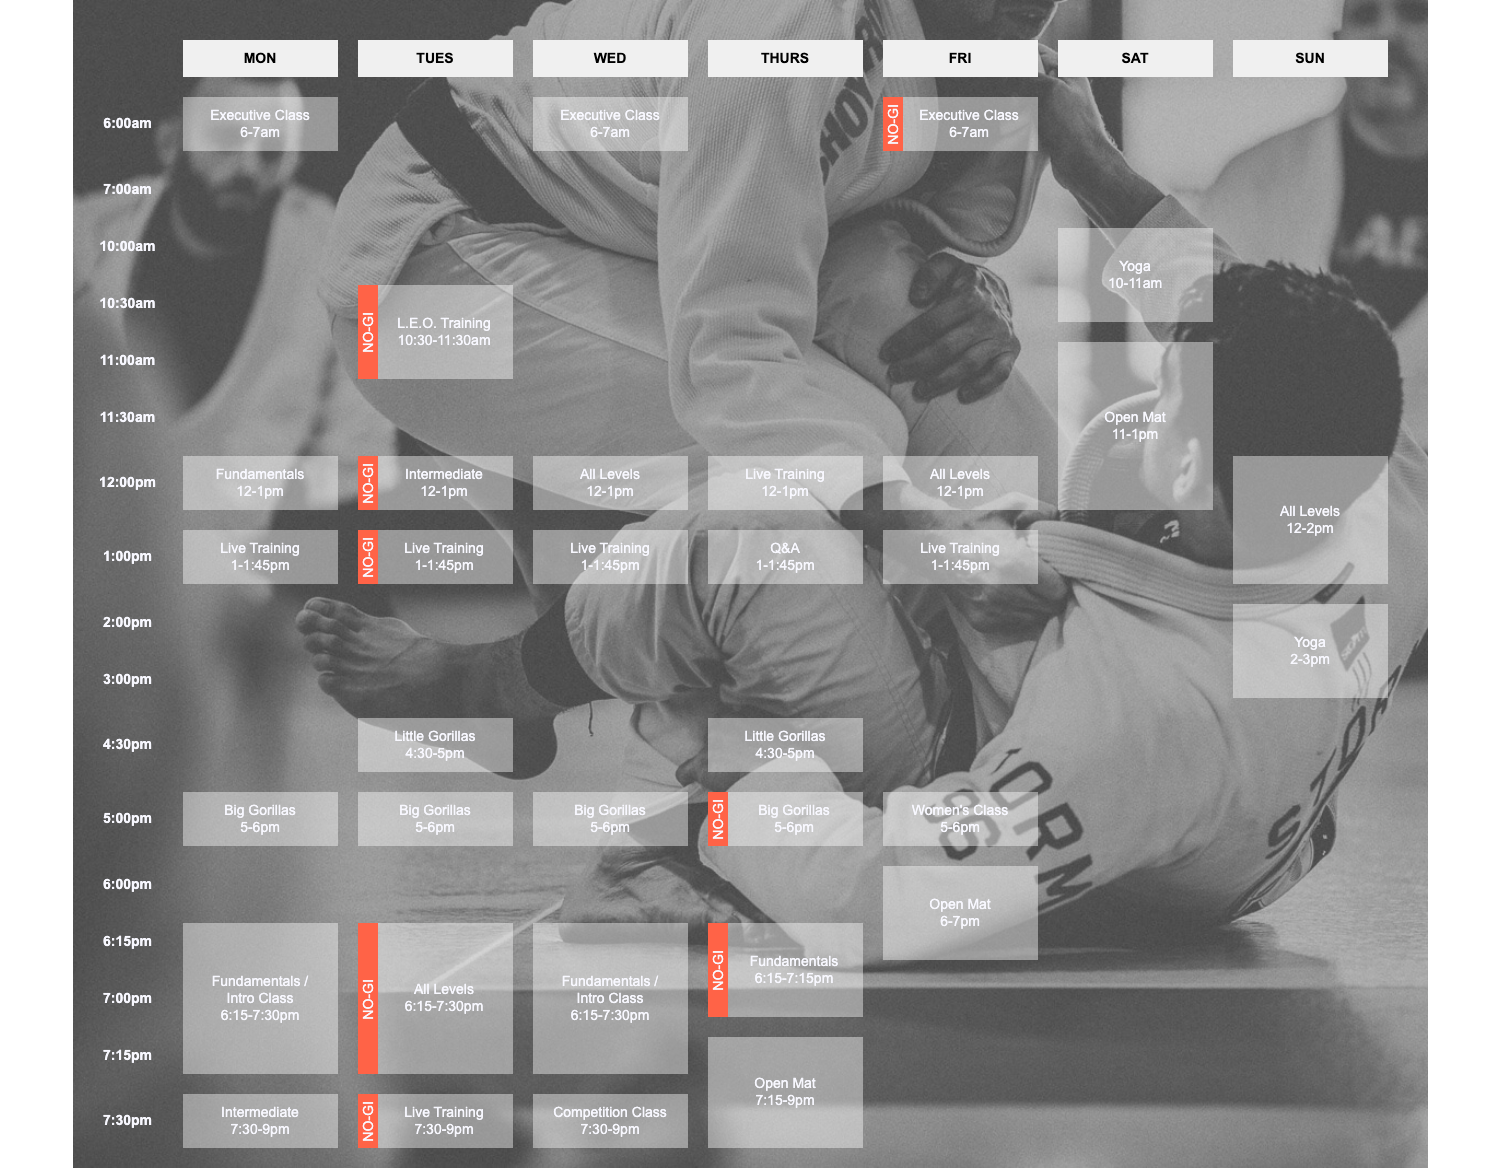 MON TUES WED THURS FRI SAT SUN
6:00am
Executive Class
6-7am
Executive Class
6-7am
NO-GI
Executive Class
6-7am
7:00am
10:00am
Yoga
10-11am
10:30am
NO-GI
L.E.O. Training
10:30-11:30am
11:00am
Open Mat
11-1pm
11:30am
12:00pm
Fundamentals
12-1pm
NO-GI
Intermediate
12-1pm
All Levels
12-1pm
Live Training
12-1pm
All Levels
12-1pm
All Levels
12-2pm
1:00pm
Live Training
1-1:45pm
NO-GI
Live Training
1-1:45pm
Live Training
1-1:45pm
Q&A
1-1:45pm
Live Training
1-1:45pm
2:00pm
Yoga
2-3pm
3:00pm
4:30pm
Little Gorillas
4:30-5pm
Little Gorillas
4:30-5pm
5:00pm
Big Gorillas
5-6pm
Big Gorillas
5-6pm
Big Gorillas
5-6pm
NO-GI
Big Gorillas
5-6pm
Women's Class
5-6pm
6:00pm
Open Mat
6-7pm
6:15pm
Fundamentals /
Intro Class
6:15-7:30pm
NO-GI
All Levels
6:15-7:30pm
Fundamentals /
Intro Class
6:15-7:30pm
NO-GI
Fundamentals
6:15-7:15pm
7:00pm
7:15pm
Open Mat
7:15-9pm
7:30pm
Intermediate
7:30-9pm
NO-GI
Live Training
7:30-9pm
Competition Class
7:30-9pm